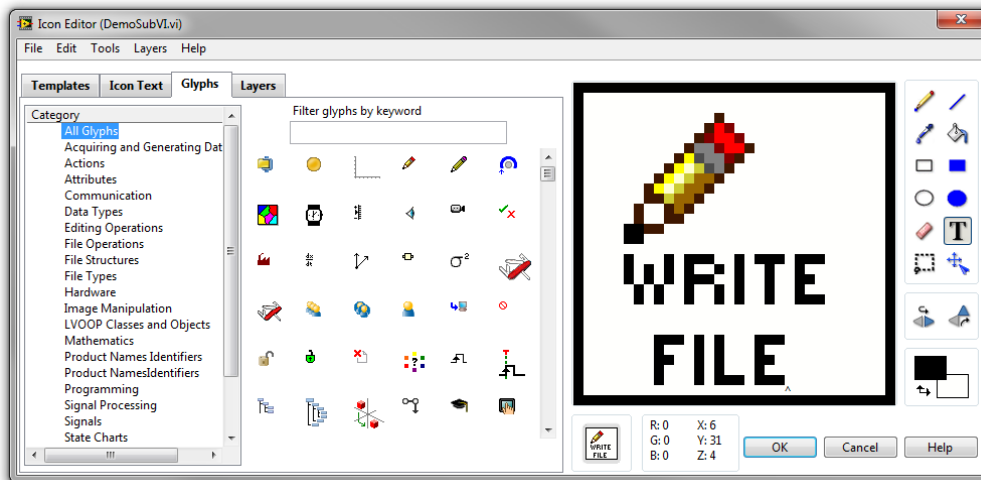 Icon Editor (DemoSubVI.vi)
File Edit Tools Layers Help
Templates Icon Text Glyphs Layers
Category
All Glyphs
Acquiring and Generating Dat
Actions
Attributes
Communication
Data Types
Editing Operations
File Operations
File Structures
File Types
Hardware
Image Manipulation
LVOOP Classes and Objects
Mathematics
Product Names Identifiers
Product NamesIdentifiers
Programming
Signal Processing
Signals
State Charts
Filter glyphs by keyword
σ²
?
WRITE
FILE
T
WRITE
FILE
R: 0 X: 6
G: 0 Y: 31
B: 0 Z: 4
OK Cancel Help